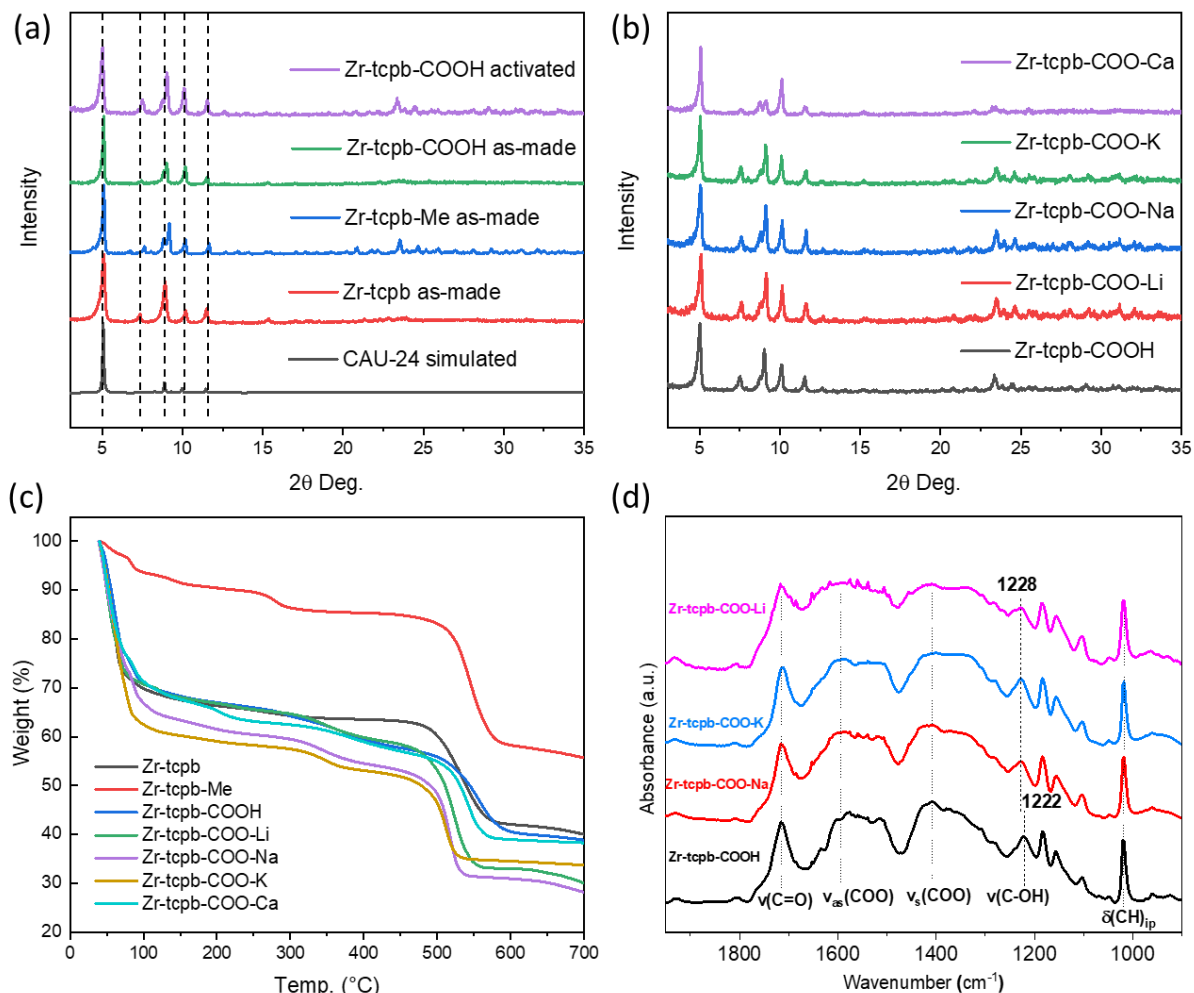 (a)
Zr-tcpb-COOH activated
Zr-tcpb-COOH as-made
Zr-tcpb-Me as-made
Zr-tcpb as-made
CAU-24 simulated
Intensity
5 10 15 20 25 30 35
2θ Deg.
(b)
Zr-tcpb-COO-Ca
Zr-tcpb-COO-K
Zr-tcpb-COO-Na
Zr-tcpb-COO-Li
Zr-tcpb-COOH
Intensity
5 10 15 20 25 30 35
2θ Deg.
(c)
100
90
80
70
60
50
40
30
20
Weight (%)
Zr-tcpb
Zr-tcpb-Me
Zr-tcpb-COOH
Zr-tcpb-COO-Li
Zr-tcpb-COO-Na
Zr-tcpb-COO-K
Zr-tcpb-COO-Ca
0 100 200 300 400 500 600 700
Temp. (°C)
(d)
1228
Zr-tcpb-COO-Li
Zr-tcpb-COO-K
Zr-tcpb-COO-Na
1222
Zr-tcpb-COOH
ν(C=O) νas(COO) νs(COO) ν(C-OH)
δ(CH)ip
Absorbance (a.u.)
1800 1600 1400 1200 1000
Wavenumber (cm⁻¹)